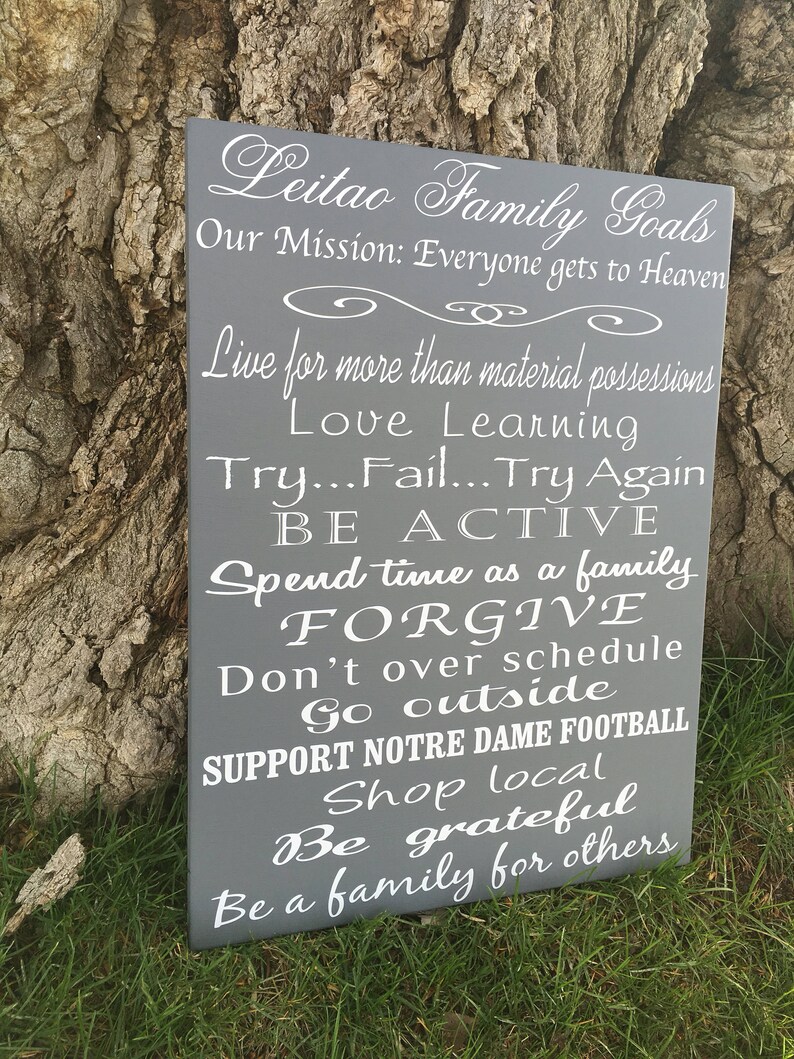 Leitao Family Goals
Our Mission: Everyone gets to Heaven
Live for more than material possessions
Love Learning
Try...Fail...Try Again
BE ACTIVE
Spend time as a family
FORGIVE
Don't over schedule
Go outside
SUPPORT NOTRE DAME FOOTBALL
Shop local
Be grateful
Be a family for others